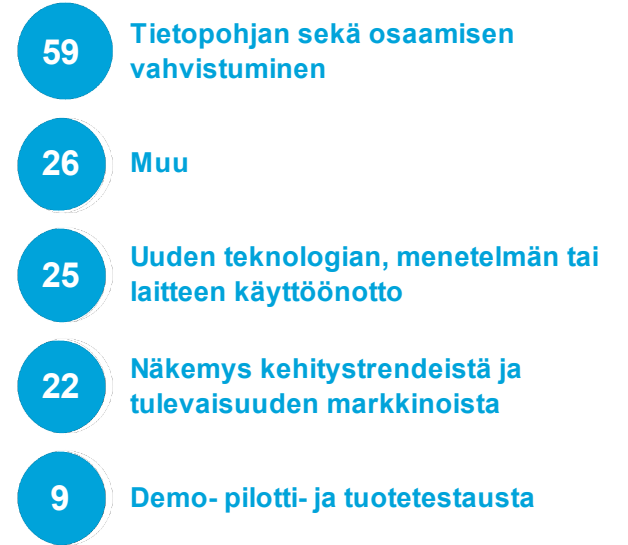 59
Tietopohjan sekä osaamisen
vahvistuminen
26
Muu
25
Uuden teknologian, menetelmän tai
laitteen käyttöönotto
22
Näkemys kehitystrendeistä ja
tulevaisuuden markkinoista
9
Demo- pilotti- ja tuotetestausta